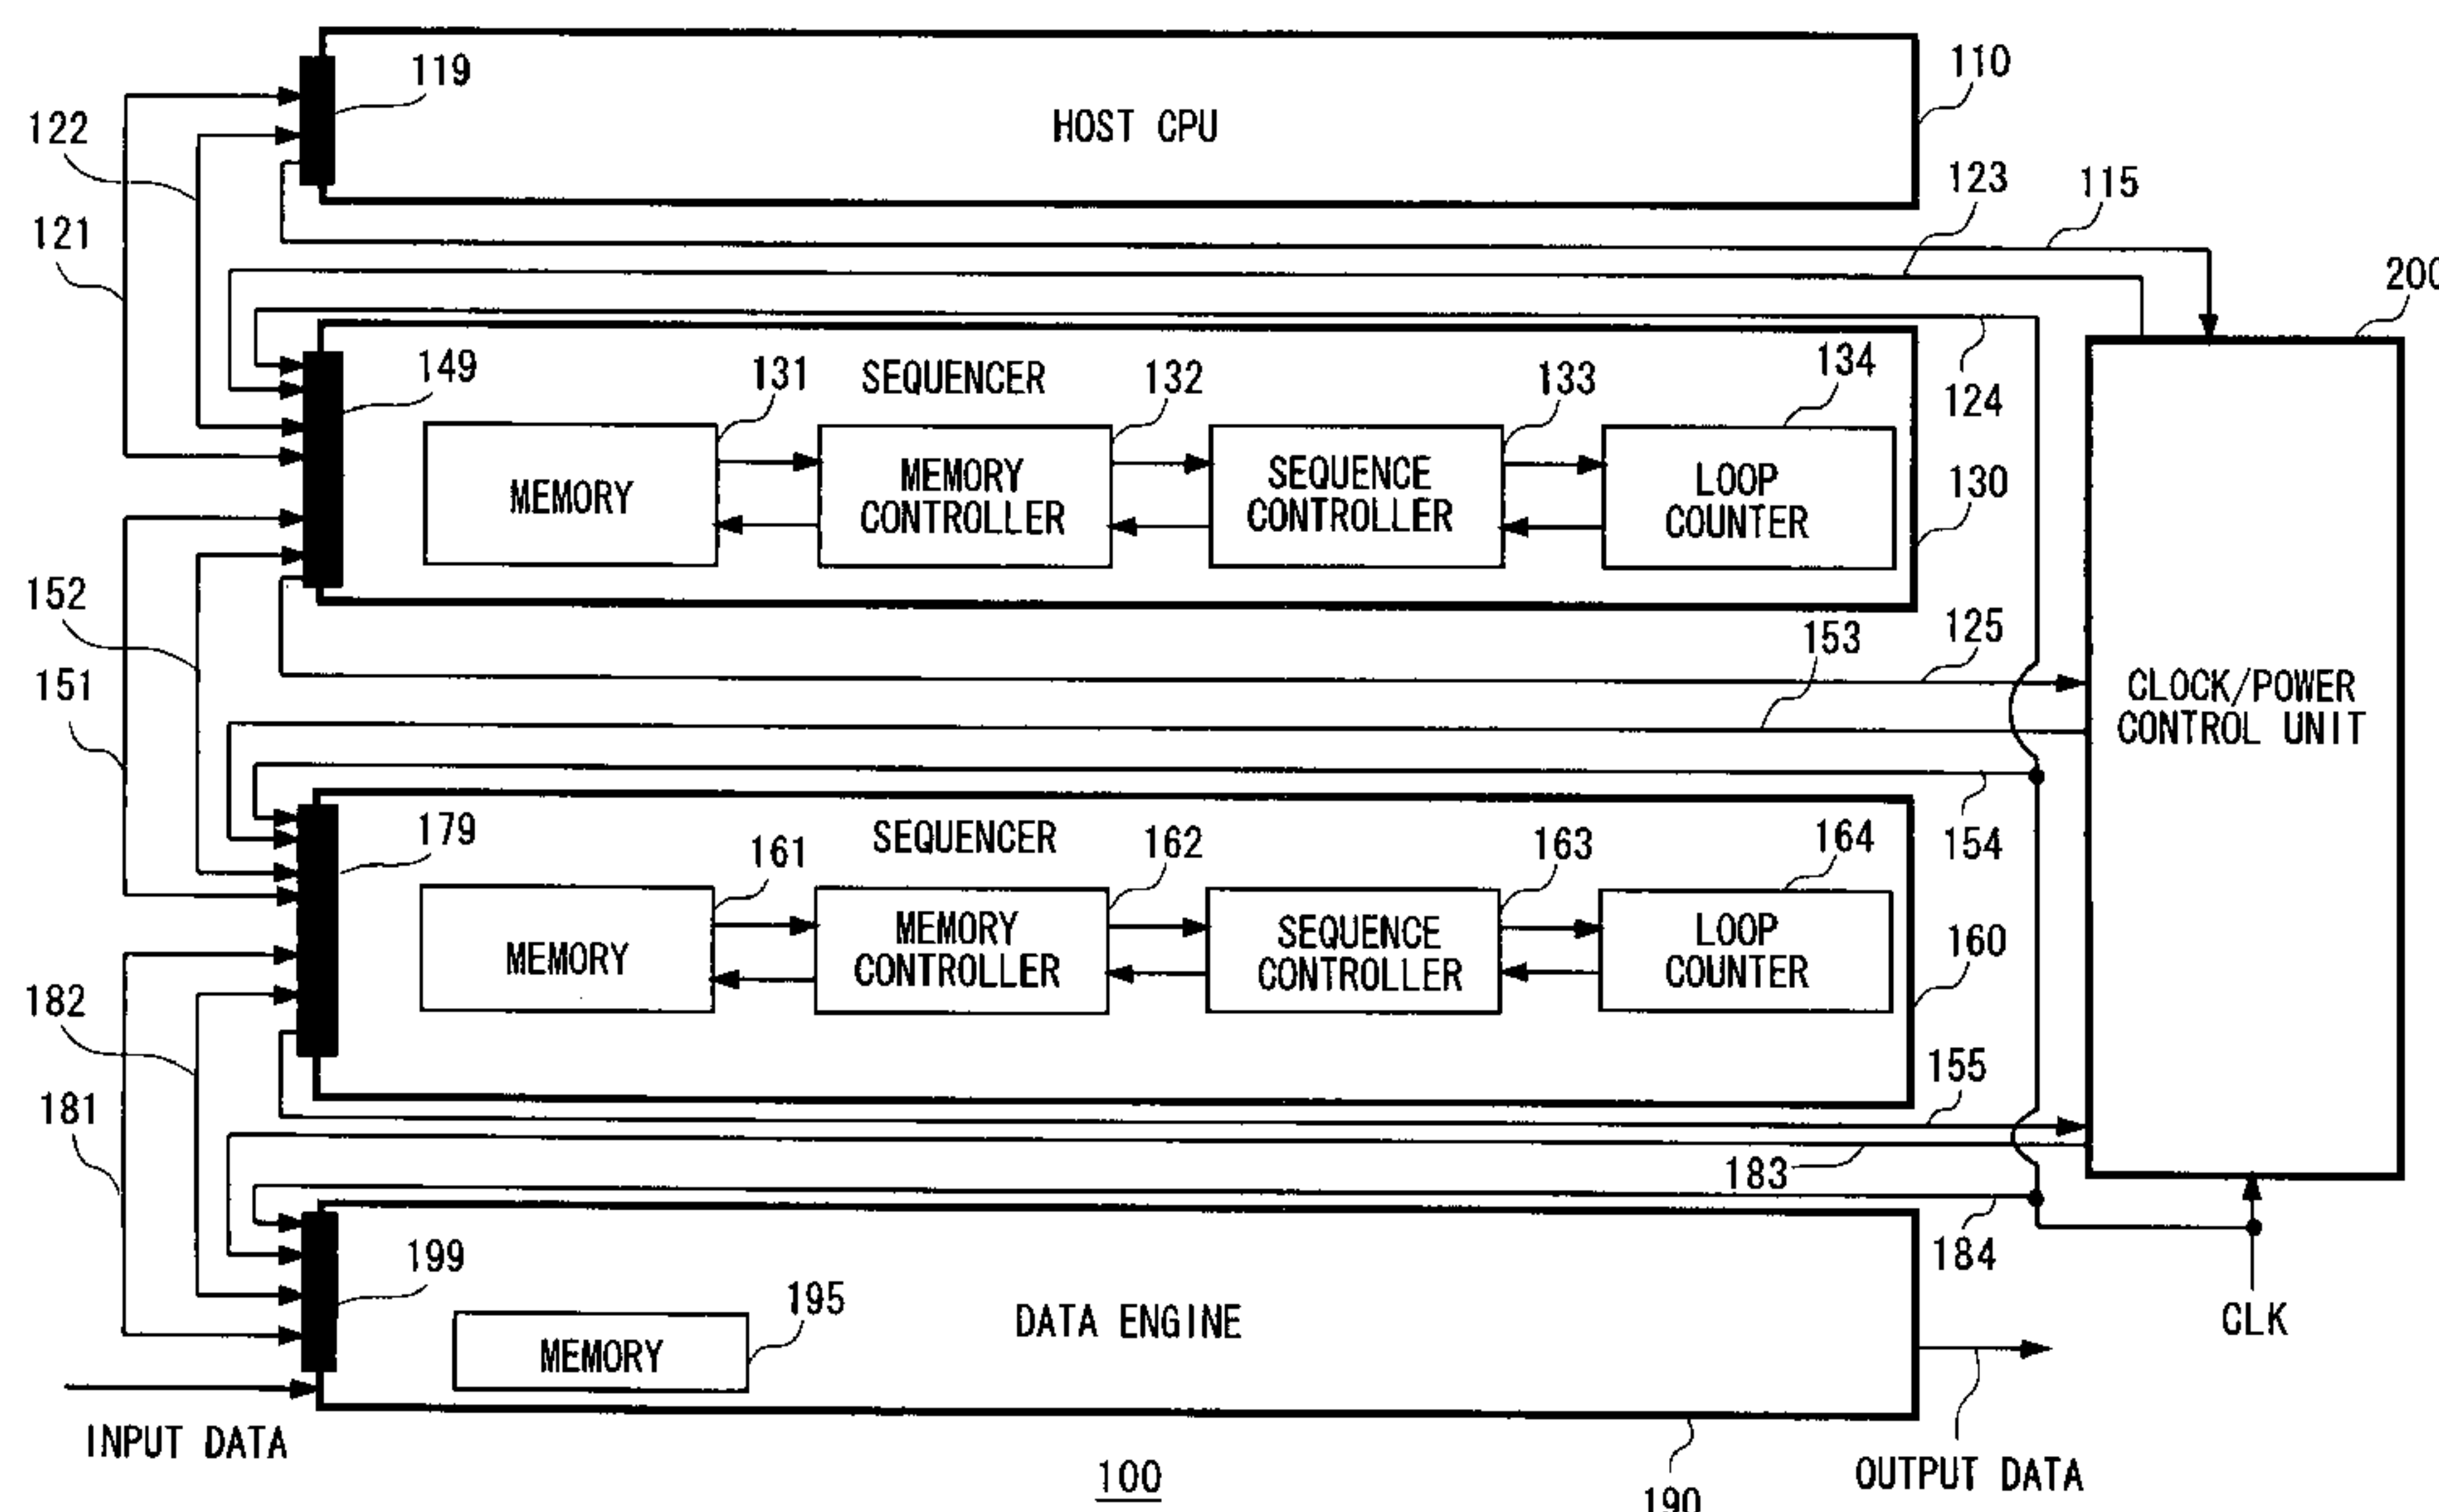 119
110
HOST CPU
122
123
115
121
200
149
131
SEQUENCER
132
133
134
124
MEMORY
MEMORY
CONTROLLER
SEQUENCE
CONTROLLER
LOOP
COUNTER
130
152
125
153
151
CLOCK/POWER
CONTROL UNIT
179
161
SEQUENCER
162
163
164
154
MEMORY
MEMORY
CONTROLLER
SEQUENCE
CONTROLLER
LOOP
COUNTER
160
182
155
181
183
199
184
195
MEMORY
DATA ENGINE
CLK
INPUT DATA
100
190
OUTPUT DATA